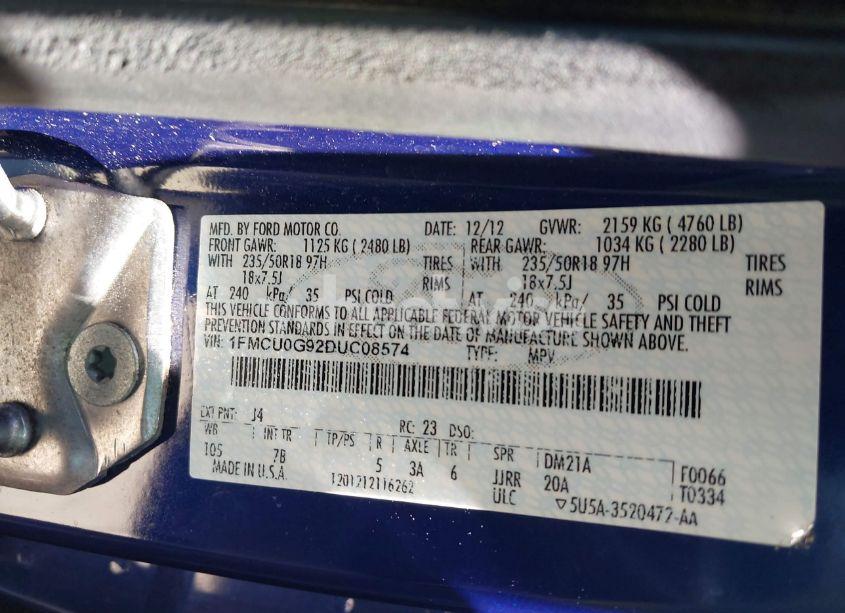 MFD. BY FORD MOTOR CO. DATE: 12/12 GVWR: 2159 KG ( 4760 LB)
FRONT GAWR: 1125 KG ( 2480 LB) REAR GAWR: 1034 KG ( 2280 LB)
WITH 235/50R18 97H TIRES WITH 235/50R18 97H TIRES
18x7.5J RIMS 18x7.5J RIMS
AT 240 kPa/ 35 PSI COLD AT 240 kPa/ 35 PSI COLD
THIS VEHICLE CONFORMS TO ALL APPLICABLE FEDERAL MOTOR VEHICLE SAFETY AND THEFT
PREVENTION STANDARDS IN EFFECT ON THE DATE OF MANUFACTURE SHOWN ABOVE.
VIN: 1FMCU0G92DUC08574 TYPE: MPV
EXT PNT: J4 RC: 23 DSO:
WB INT TR TP/PS R AXLE TR SPR DM21A F0066
105 7B 5 3A 6 JJRR 20A T0334
MADE IN U.S.A. 1201212116262 ULC ▽5U5A-3520472-AA